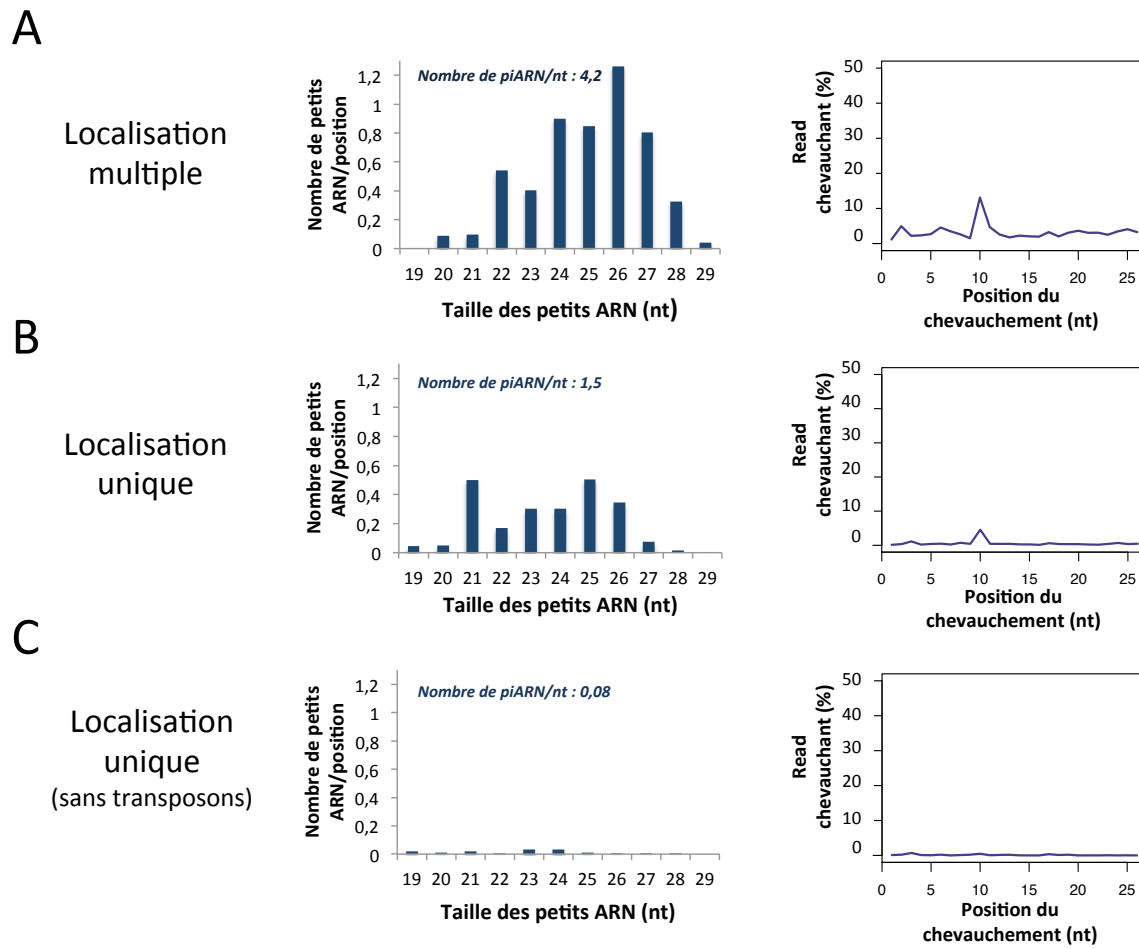 A
Localisation
multiple
Nombre de petits
ARN/position
1,2
1
0,8
0,6
0,4
0,2
0
Nombre de piARN/nt : 4,2
19 20 21 22 23 24 25 26 27 28 29
Taille des petits ARN (nt)
Read
chevauchant (%)
50
40
30
20
10
0
0 5 10 15 20 25
Position du
chevauchement (nt)
B
Localisation
unique
Nombre de petits
ARN/position
1,2
1
0,8
0,6
0,4
0,2
0
Nombre de piARN/nt : 1,5
19 20 21 22 23 24 25 26 27 28 29
Taille des petits ARN (nt)
Read
chevauchant (%)
50
40
30
20
10
0
0 5 10 15 20 25
Position du
chevauchement (nt)
C
Localisation
unique
(sans transposons)
Nombre de petits
ARN/position
1,2
1
0,8
0,6
0,4
0,2
0
Nombre de piARN/nt : 0,08
19 20 21 22 23 24 25 26 27 28 29
Taille des petits ARN (nt)
Read
chevauchant (%)
50
40
30
20
10
0
0 5 10 15 20 25
Position du
chevauchement (nt)